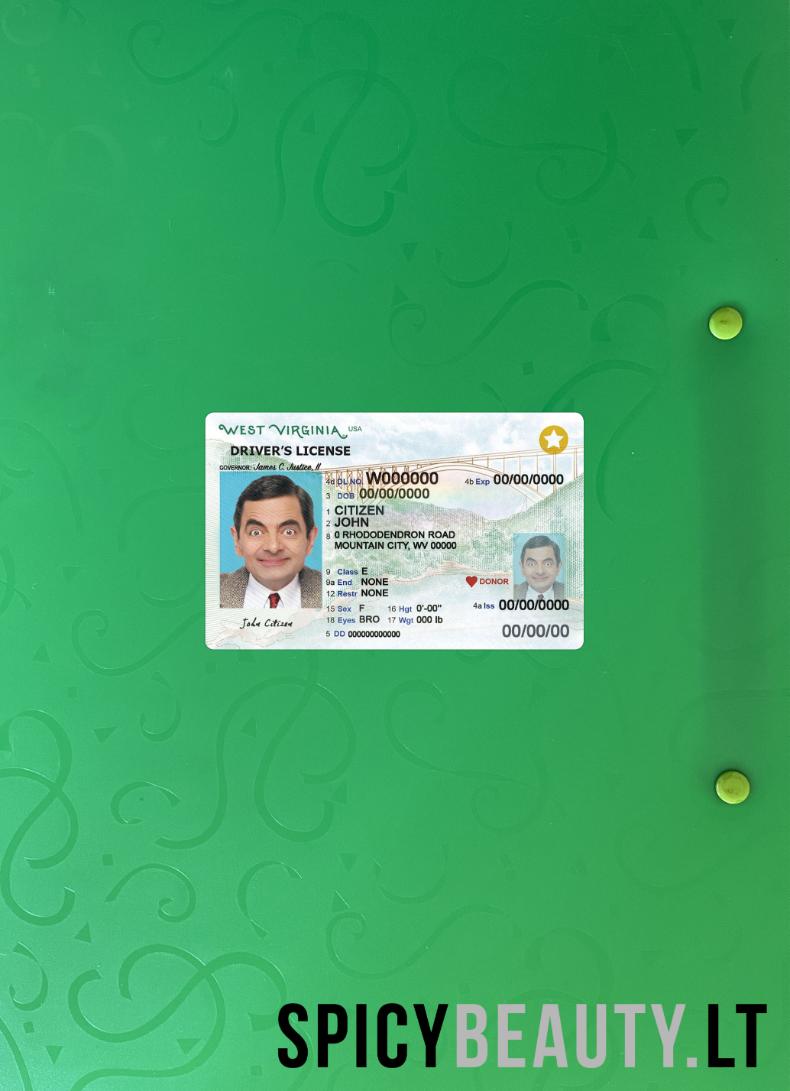 WEST VIRGINIA USA
DRIVER'S LICENSE
GOVERNOR: James C. Justice, II
4d DL NO. W000000 4b Exp 00/00/0000
3 DOB 00/00/0000
1 CITIZEN
2 JOHN
8 0 RHODODENDRON ROAD
MOUNTAIN CITY, WV 00000
9 Class E
9a End NONE
DONOR
12 Restr NONE
15 Sex F 16 Hgt 0'-00" 4a Iss 00/00/0000
18 Eyes BRO 17 Wgt 000 lb
John Citizen
5 DD 000000000000 00/00/00
SPICYBEAUTY.LT